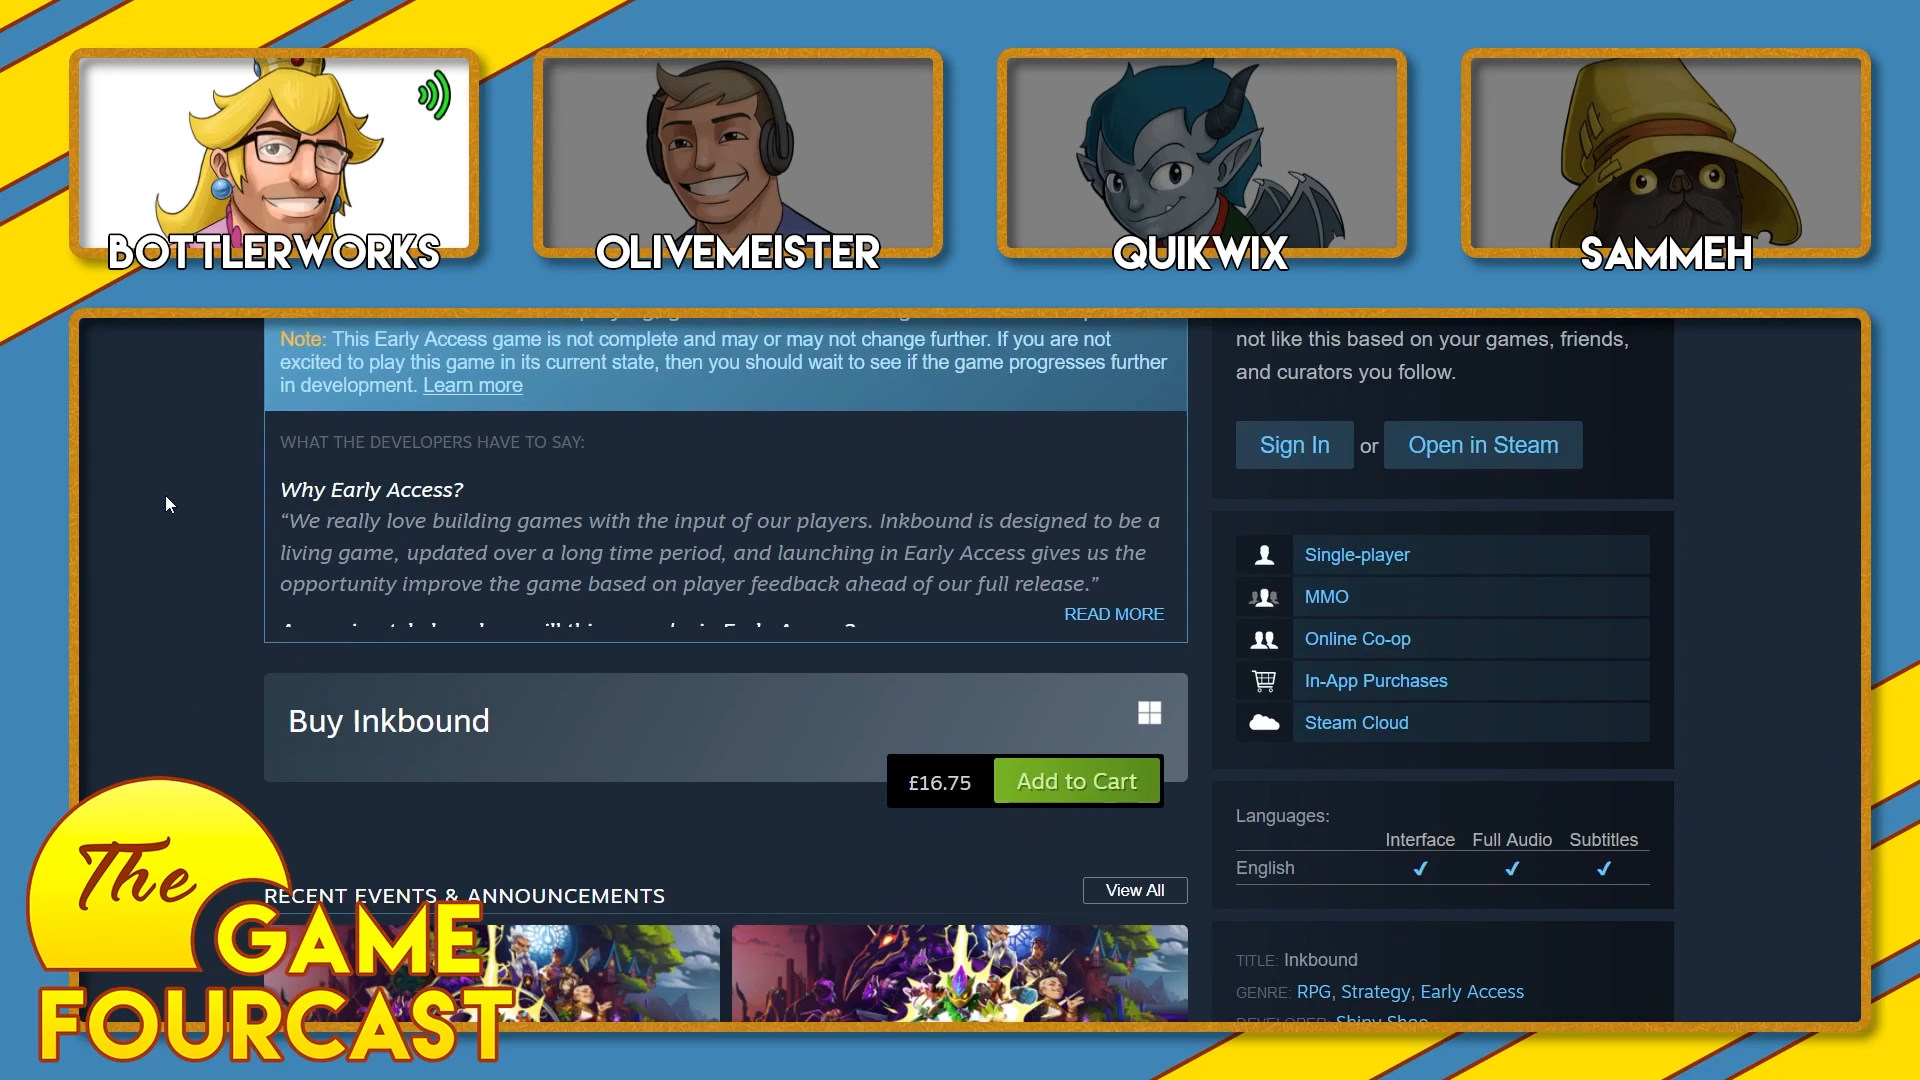 BOTTLERWORKS
OLIVEMEISTER
QUIKWIX
SAMMEH
Note: This Early Access game is not complete and may or may not change further. If you are not
excited to play this game in its current state, then you should wait to see if the game progresses further
in development. Learn more
WHAT THE DEVELOPERS HAVE TO SAY:
Why Early Access?
“We really love building games with the input of our players. Inkbound is designed to be a
living game, updated over a long time period, and launching in Early Access gives us the
opportunity improve the game based on player feedback ahead of our full release.”
READ MORE
Buy Inkbound
£16.75
Add to Cart
RECENT EVENTS & ANNOUNCEMENTS
View All
not like this based on your games, friends,
and curators you follow.
Sign In or Open in Steam
Single-player
MMO
Online Co-op
In-App Purchases
Steam Cloud
Languages:
Interface Full Audio Subtitles
English ✓ ✓ ✓
TITLE: Inkbound
GENRE: RPG, Strategy, Early Access
DEVELOPER: Shiny Shoe
The
GAME
FOURCAST